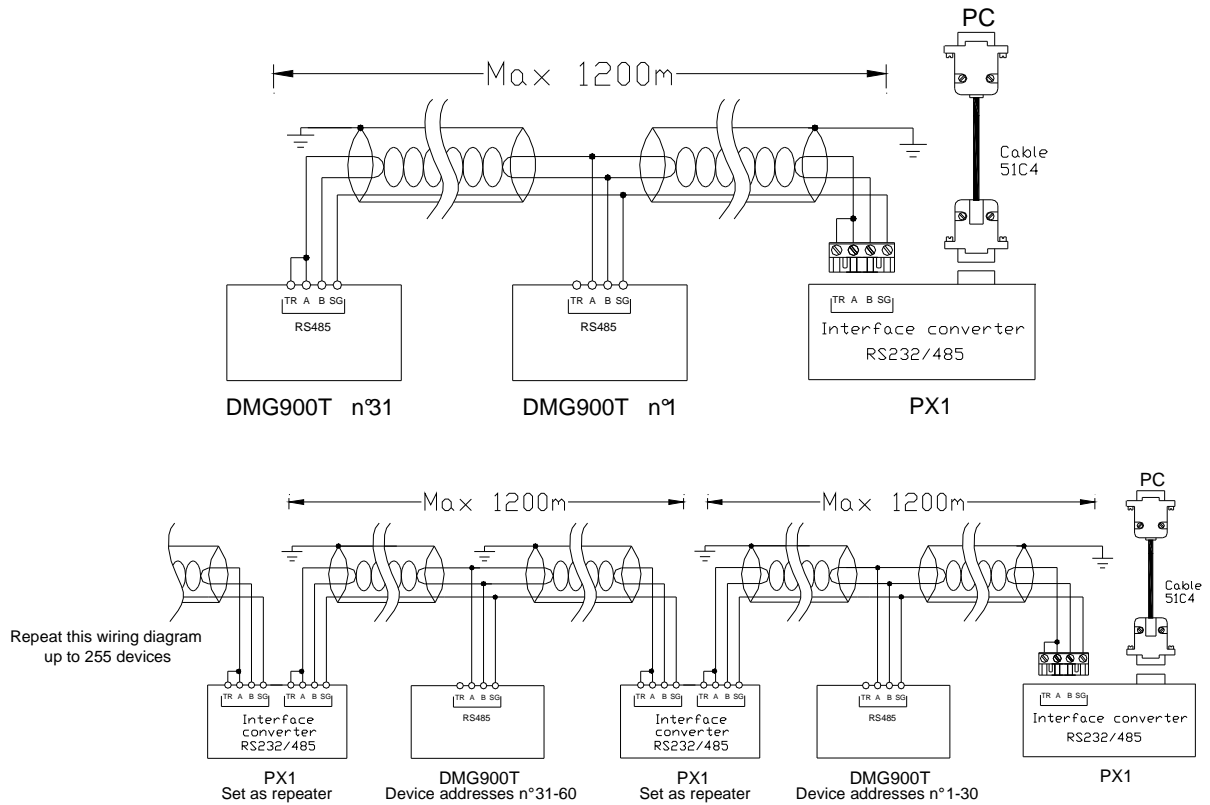 PC
Max 1200m
Cable
51C4
TR A B SG
RS485
TR A B SG
RS485
TR A B SG
Interface converter
RS232/485
DMG900T n°31
DMG900T n°1
PX1
Max 1200m
Max 1200m
PC
Cable
51C4
Repeat this wiring diagram
up to 255 devices
TR A B SG
TR A B SG
Interface
converter
RS232/485
TR A B SG
RS485
TR A B SG
TR A B SG
Interface
converter
RS232/485
TR A B SG
RS485
TR A B SG
Interface converter
RS232/485
PX1
Set as repeater
DMG900T
Device addresses n°31-60
PX1
Set as repeater
DMG900T
Device addresses n°1-30
PX1